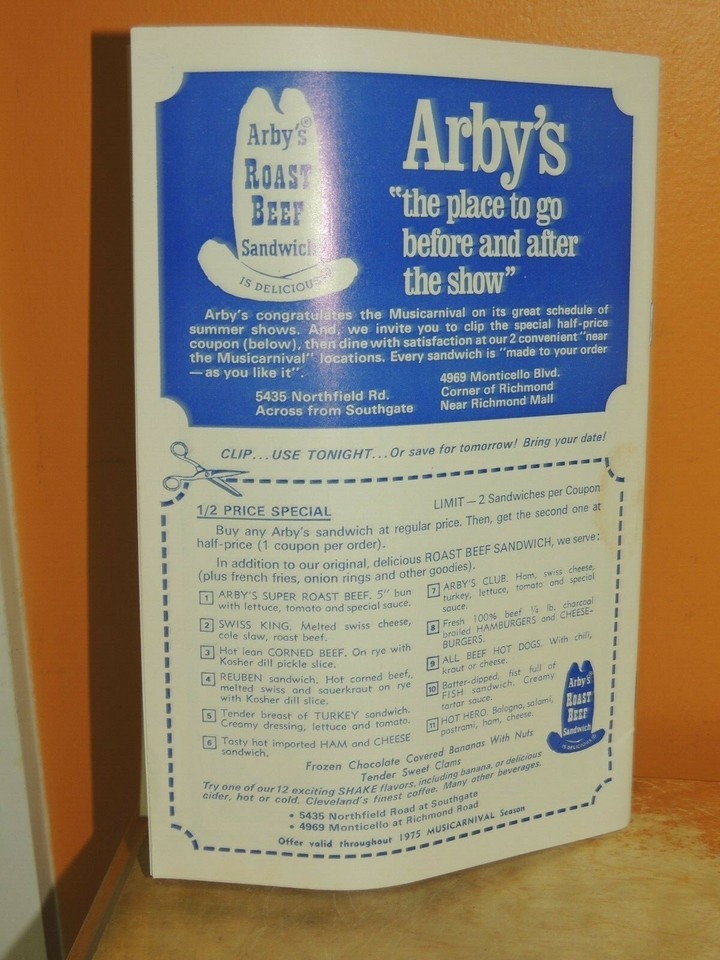 Arby's®
ROAST
BEEF
Sandwich
IS DELICIOUS
Arby's
"the place to go
before and after
the show"
Arby's congratulates the Musicarnival on its great schedule of
summer shows. And, we invite you to clip the special half-price
coupon (below), then dine with satisfaction at our 2 convenient "near
the Musicarnival" locations. Every sandwich is "made to your order
—as you like it".
5435 Northfield Rd.
Across from Southgate
4969 Monticello Blvd.
Corner of Richmond
Near Richmond Mall
CLIP...USE TONIGHT...Or save for tomorrow! Bring your date!
1/2 PRICE SPECIAL
LIMIT — 2 Sandwiches per Coupon
Buy any Arby's sandwich at regular price. Then, get the second one at
half-price (1 coupon per order).
In addition to our original, delicious ROAST BEEF SANDWICH, we serve:
(plus french fries, onion rings and other goodies).
1 ARBY'S SUPER ROAST BEEF. 5" bun
with lettuce, tomato and special sauce.
2 SWISS KING. Melted swiss cheese,
cole slaw, roast beef.
3 Hot lean CORNED BEEF. On rye with
Kosher dill pickle slice.
4 REUBEN sandwich. Hot corned beef,
melted swiss and sauerkraut on rye
with Kosher dill slice.
5 Tender breast of TURKEY sandwich.
Creamy dressing, lettuce and tomato.
6 Tasty hot imported HAM and CHEESE
sandwich.
7 ARBY'S CLUB. Ham, swiss cheese,
turkey, lettuce, tomato and special
sauce.
8 Fresh 100% beef ¼ lb. charcoal
broiled HAMBURGERS and CHEESE-
BURGERS.
9 ALL BEEF HOT DOGS. With chili,
kraut or cheese.
10 Batter-dipped, fist full of
FISH sandwich. Creamy
tartar sauce.
11 HOT HERO. Bologna, salami,
pastrami, ham, cheese.
Arby's
ROAST
BEEF
Sandwich
IS DELICIOUS
Frozen Chocolate Covered Bananas With Nuts
Tender Sweet Clams
Try one of our 12 exciting SHAKE flavors, including banana, or delicious
cider, hot or cold. Cleveland's finest coffee. Many other beverages.
• 5435 Northfield Road at Southgate
• 4969 Monticello at Richmond Road
Offer valid throughout 1975 MUSICARNIVAL Season